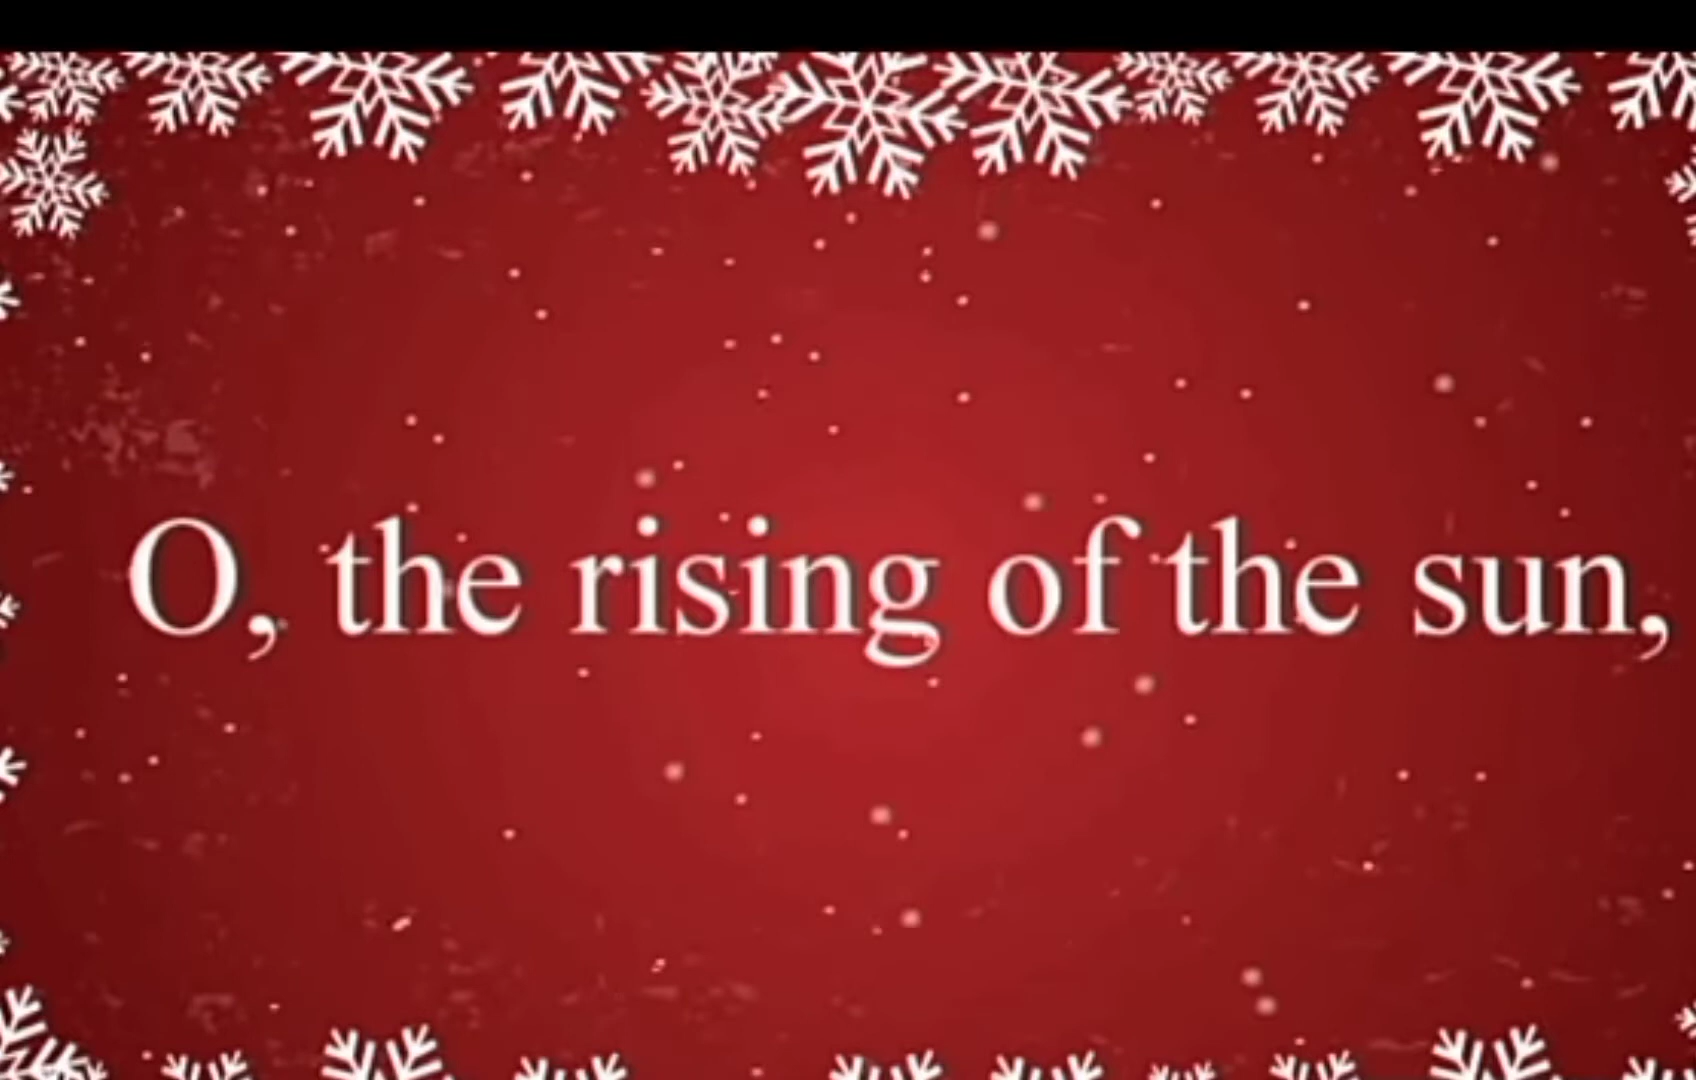 O, the rising of the sun,